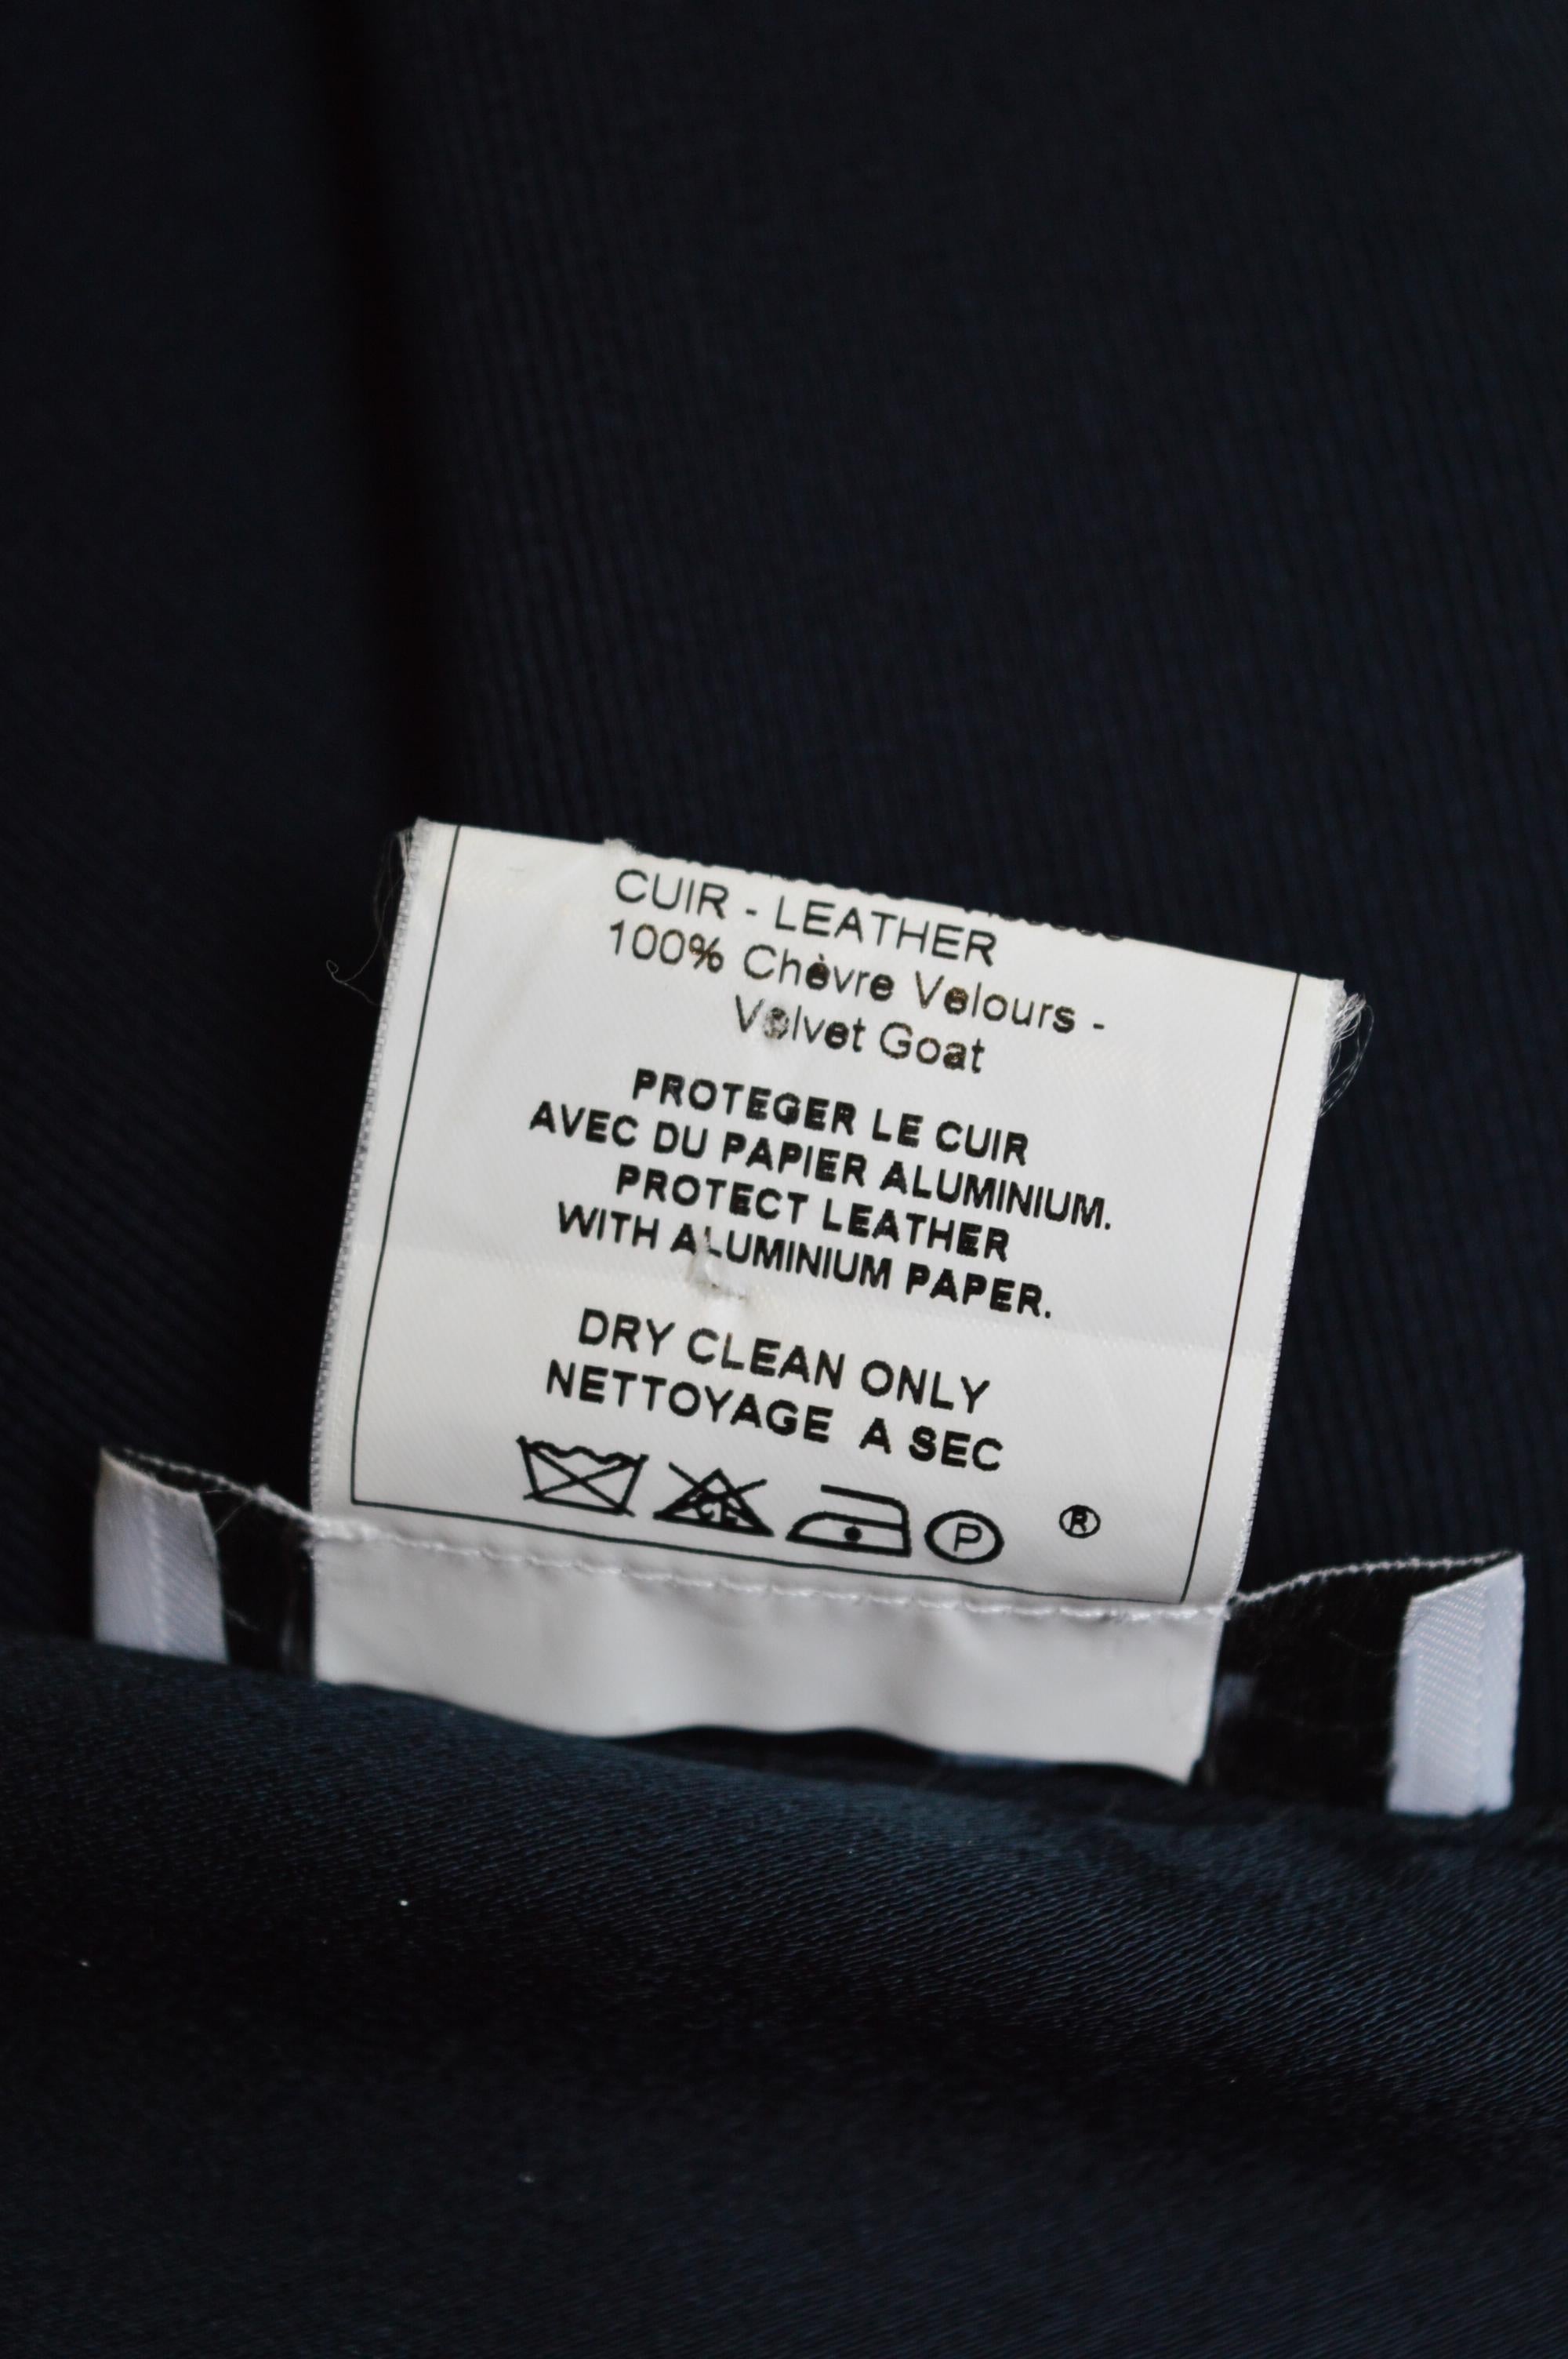 CUIR - LEATHER
100% Chèvre Velours -
Velvet Goat
PROTEGER LE CUIR
AVEC DU PAPIER ALUMINIUM.
PROTECT LEATHER
WITH ALUMINIUM PAPER.
DRY CLEAN ONLY
NETTOYAGE A SEC
CL P ®